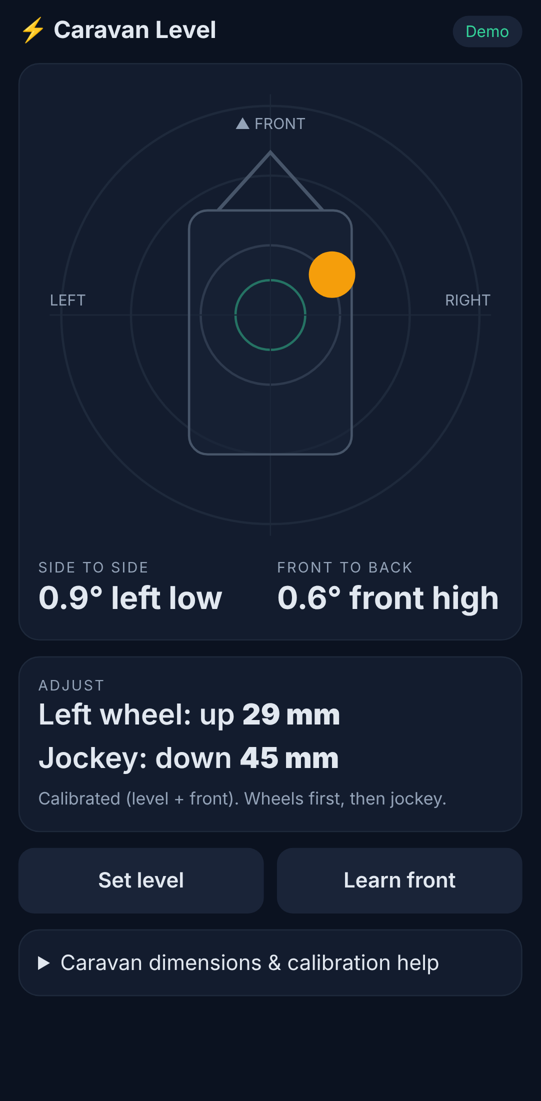 ⚡ Caravan Level
Demo
▲ FRONT
LEFT
RIGHT
SIDE TO SIDE
0.9° left low
FRONT TO BACK
0.6° front high
ADJUST
Left wheel: up 29 mm
Jockey: down 45 mm
Calibrated (level + front). Wheels first, then jockey.
Set level
Learn front
▶ Caravan dimensions & calibration help